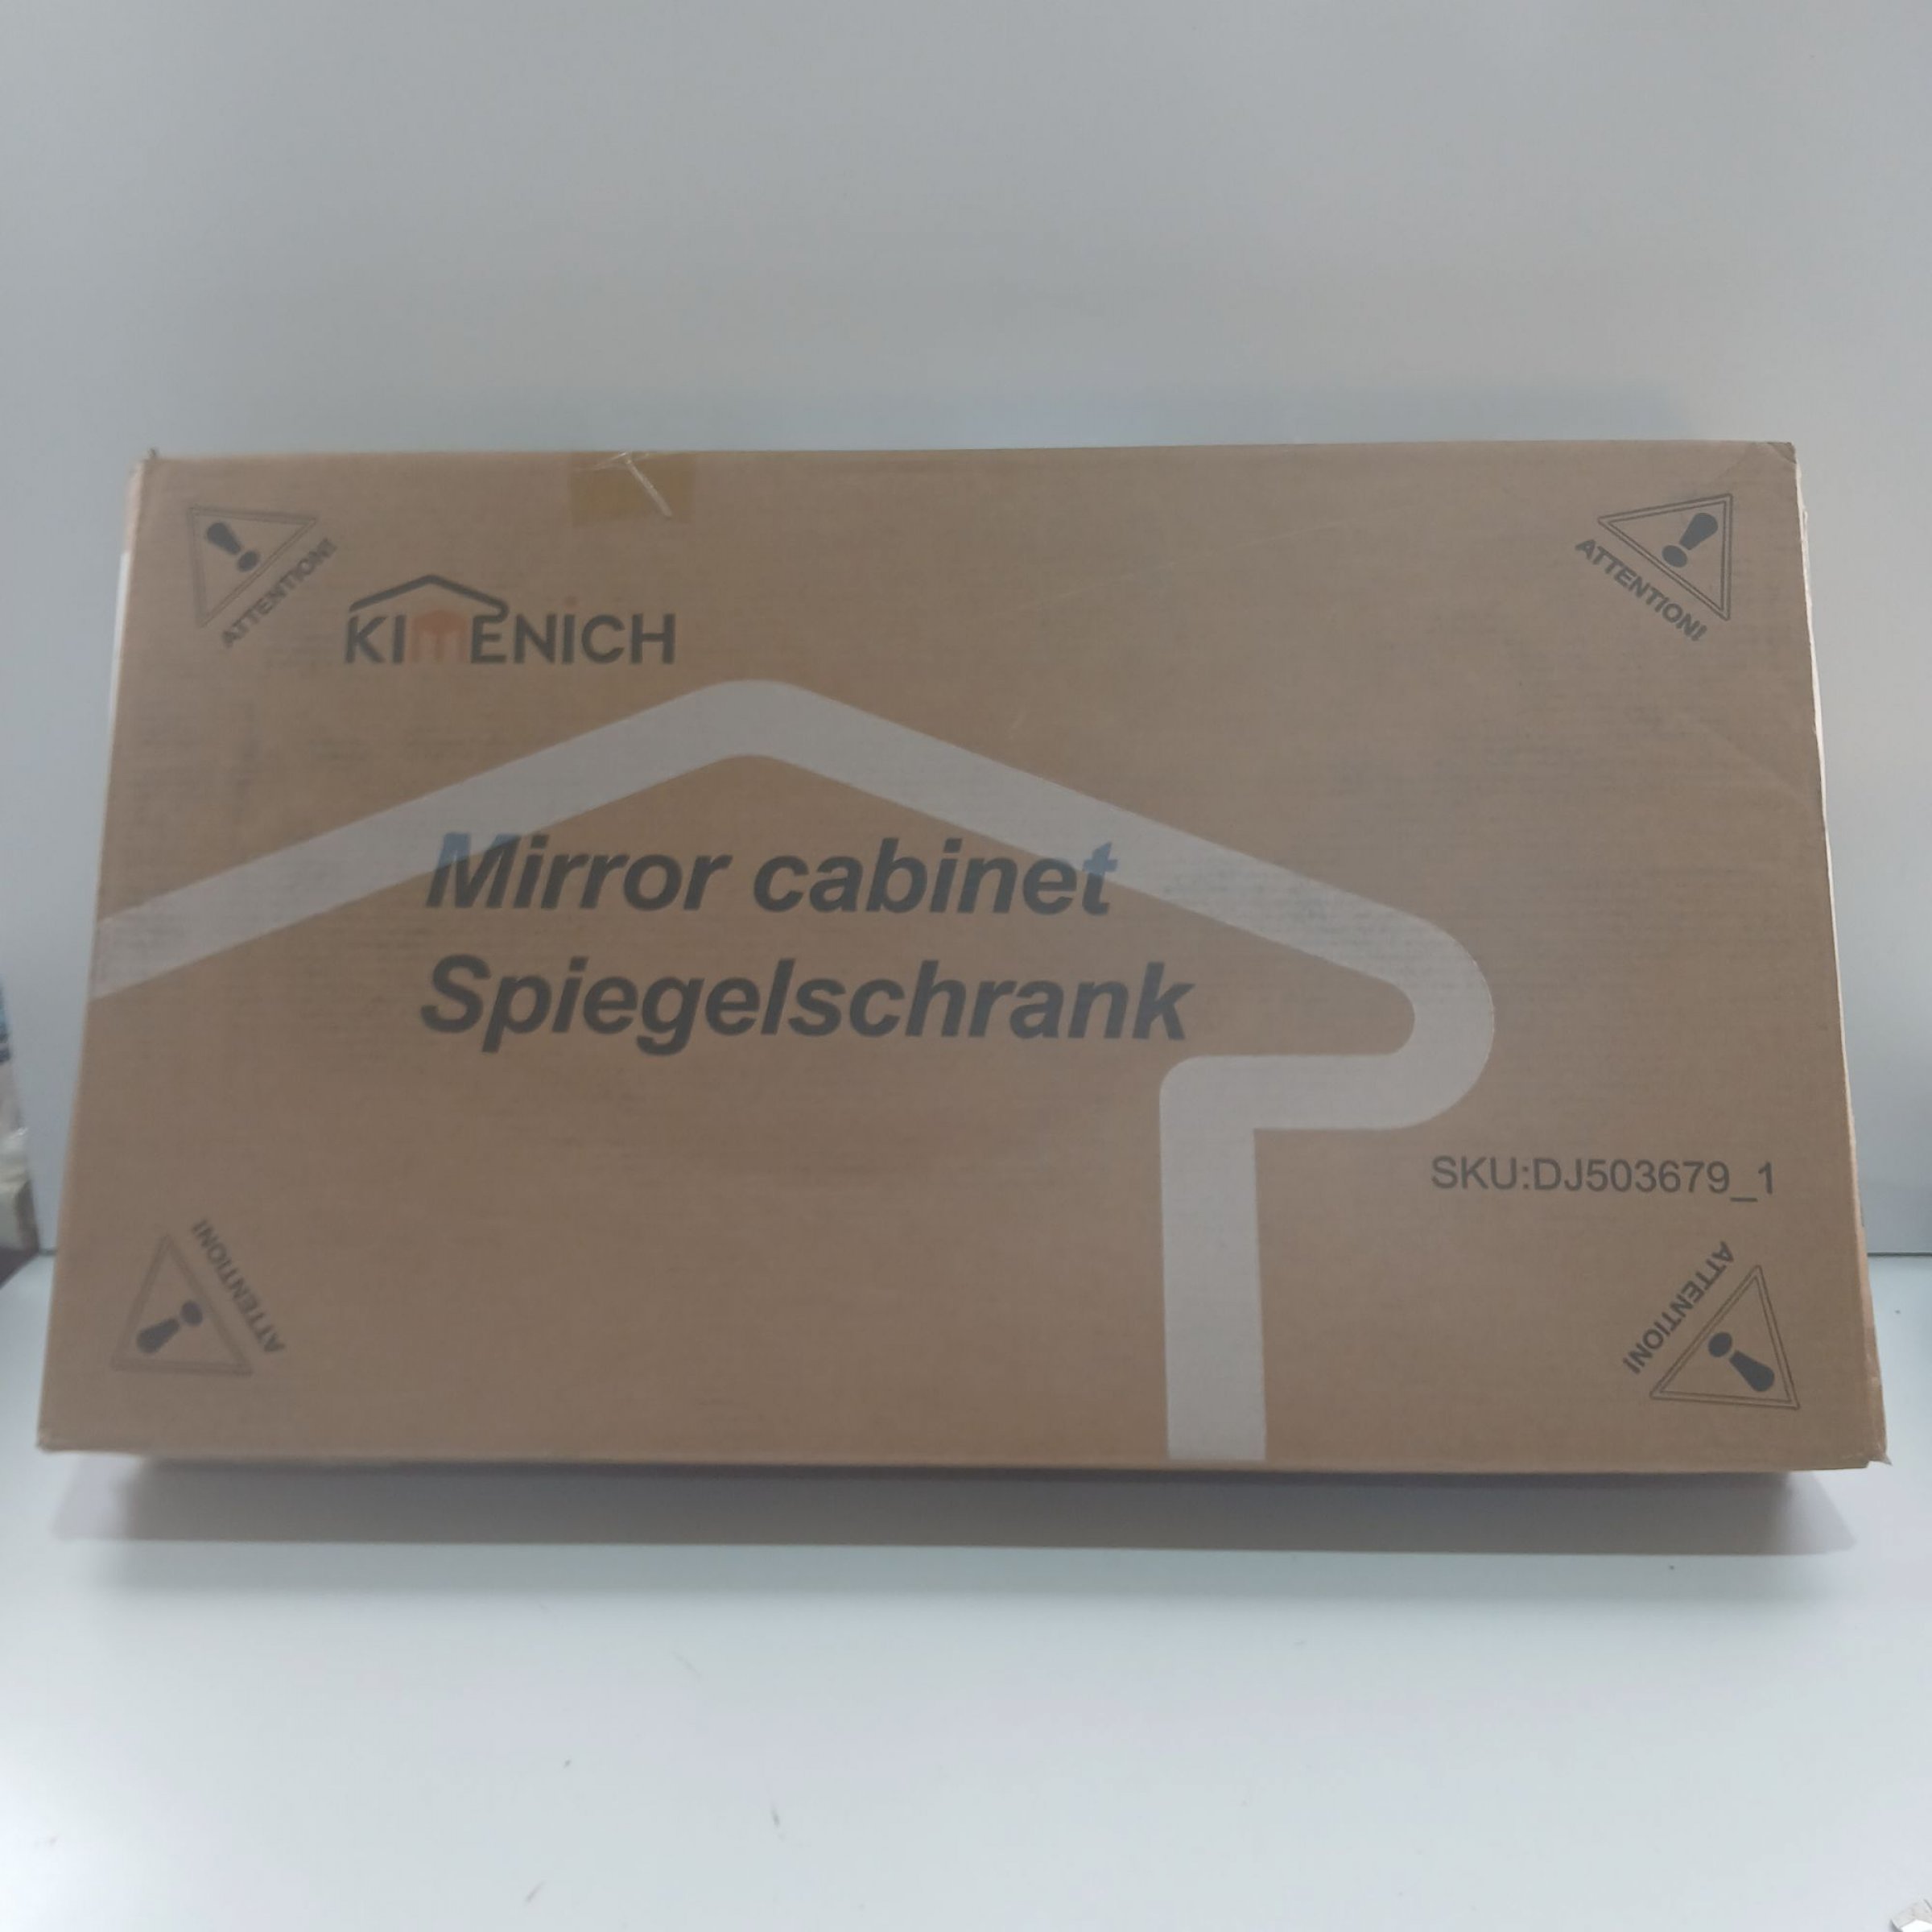 ATTENTION!
ATTENTION!
KIMENICH
Mirror cabinet
Spiegelschrank
SKU:DJ503679_1
ATTENTION!
ATTENTION!